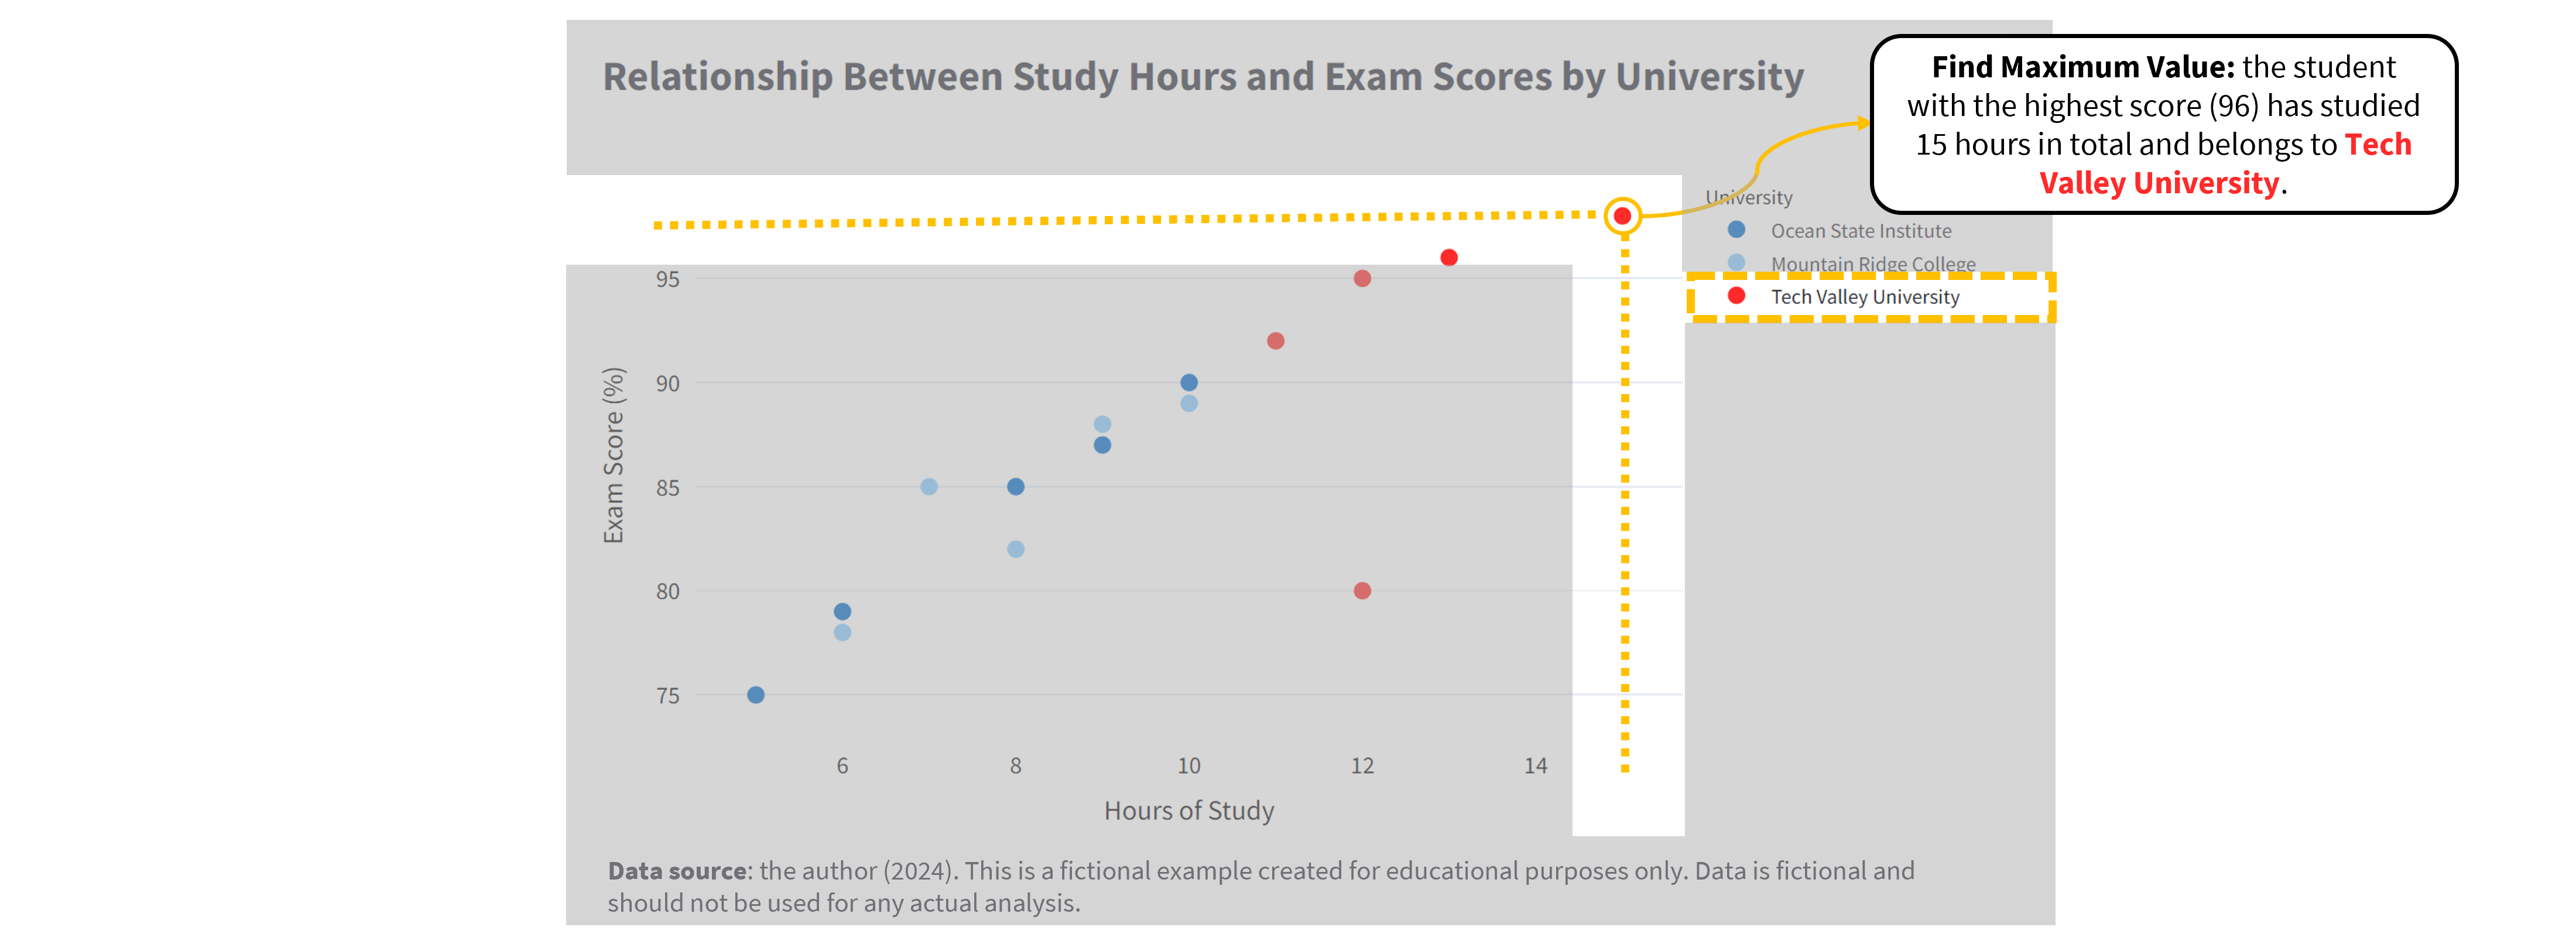 Relationship Between Study Hours and Exam Scores by University
Find Maximum Value: the student
with the highest score (96) has studied
15 hours in total and belongs to Tech
Valley University.
University
Ocean State Institute
Mountain Ridge College
Tech Valley University
Exam Score (%)
95
90
85
80
75
6 8 10 12 14
Hours of Study
Data source: the author (2024). This is a fictional example created for educational purposes only. Data is fictional and
should not be used for any actual analysis.